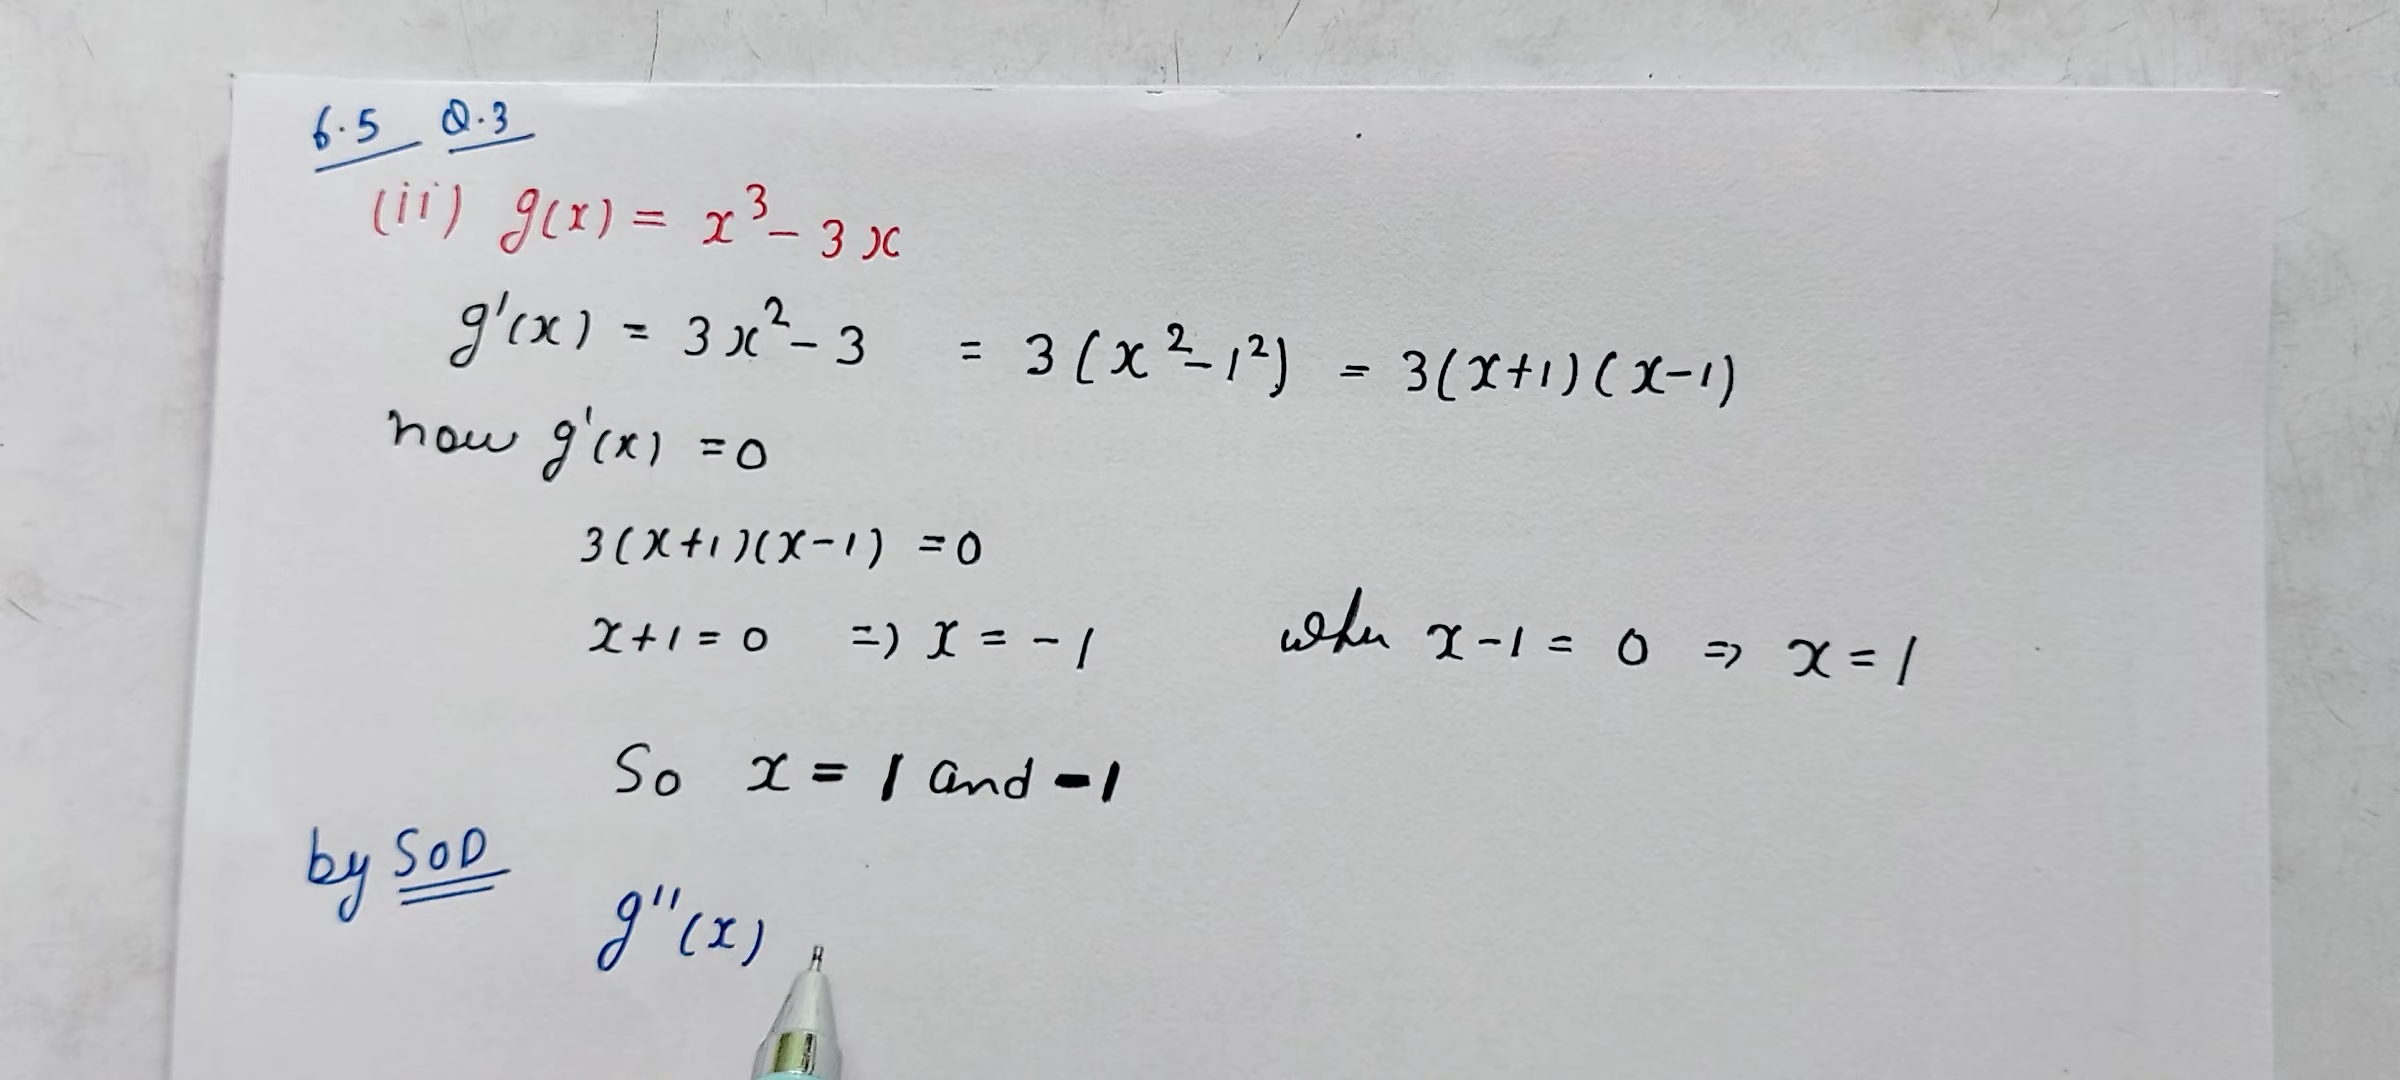 6.5 Q.3
(ii) g(x) = x³ - 3x
g'(x) = 3x² - 3 = 3(x² - 1²) = 3(x+1)(x-1)
now g'(x) = 0
3(x+1)(x-1) = 0
x+1 = 0 => x = -1 when x-1 = 0 => x = 1
So x = 1 and -1
by SOD
g''(x)